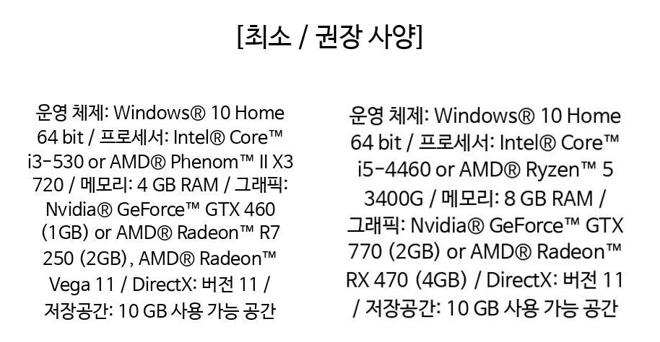 [최소 / 권장 사양]
운영 체제: Windows® 10 Home
64 bit / 프로세서: Intel® Core™
i3-530 or AMD® Phenom™ II X3
720 / 메모리: 4 GB RAM / 그래픽:
Nvidia® GeForce™ GTX 460
(1GB) or AMD® Radeon™ R7
250 (2GB), AMD® Radeon™
Vega 11 / DirectX: 버전 11 /
저장공간: 10 GB 사용 가능 공간
운영 체제: Windows® 10 Home
64 bit / 프로세서: Intel® Core™
i5-4460 or AMD® Ryzen™ 5
3400G / 메모리: 8 GB RAM /
그래픽: Nvidia® GeForce™ GTX
770 (2GB) or AMD® Radeon™
RX 470 (4GB) / DirectX: 버전 11
/ 저장공간: 10 GB 사용 가능 공간